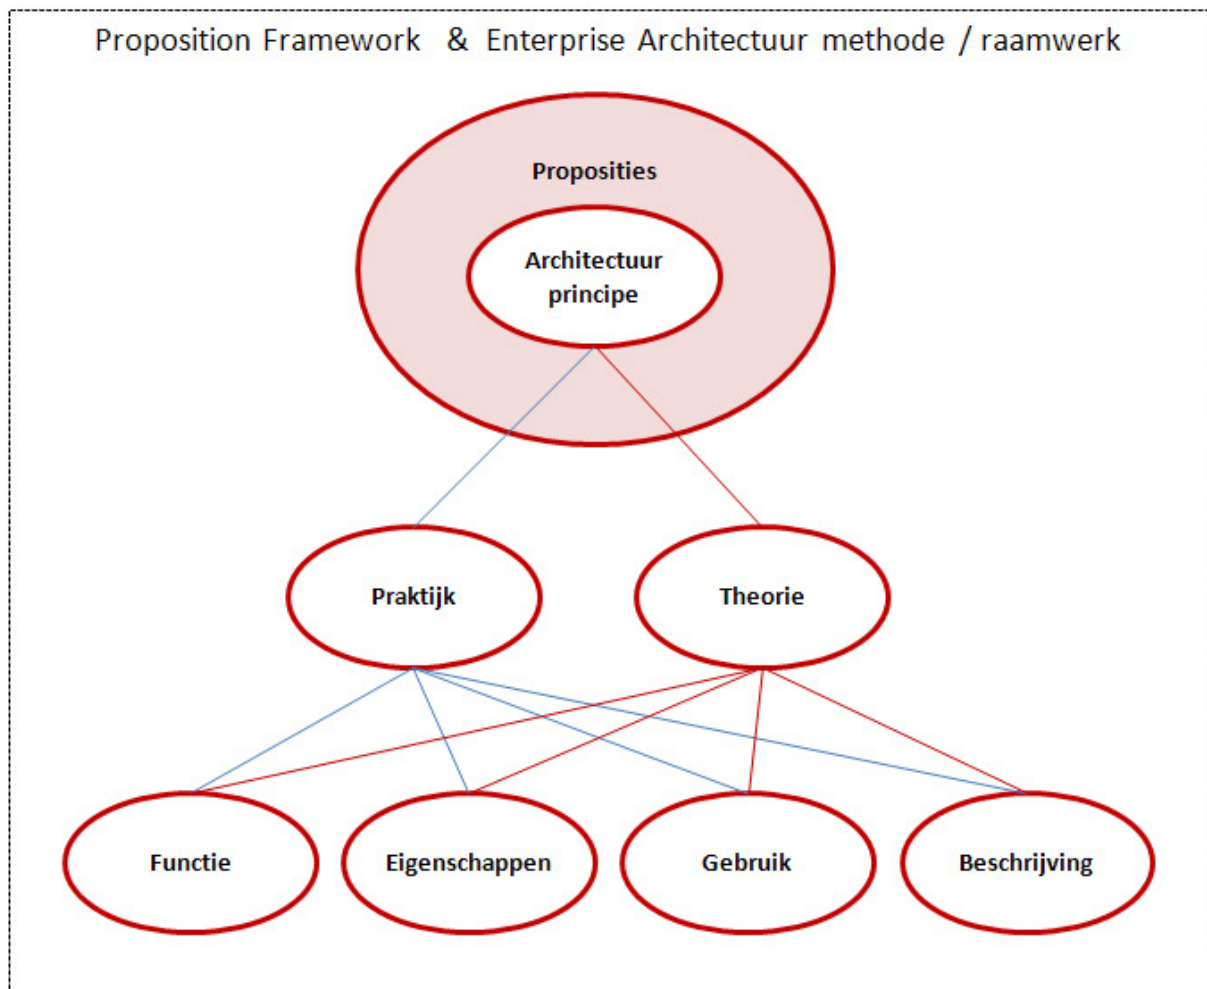 Proposition Framework & Enterprise Architectuur methode / raamwerk
Proposities
Architectuur
principe
Praktijk
Theorie
Functie
Eigenschappen
Gebruik
Beschrijving